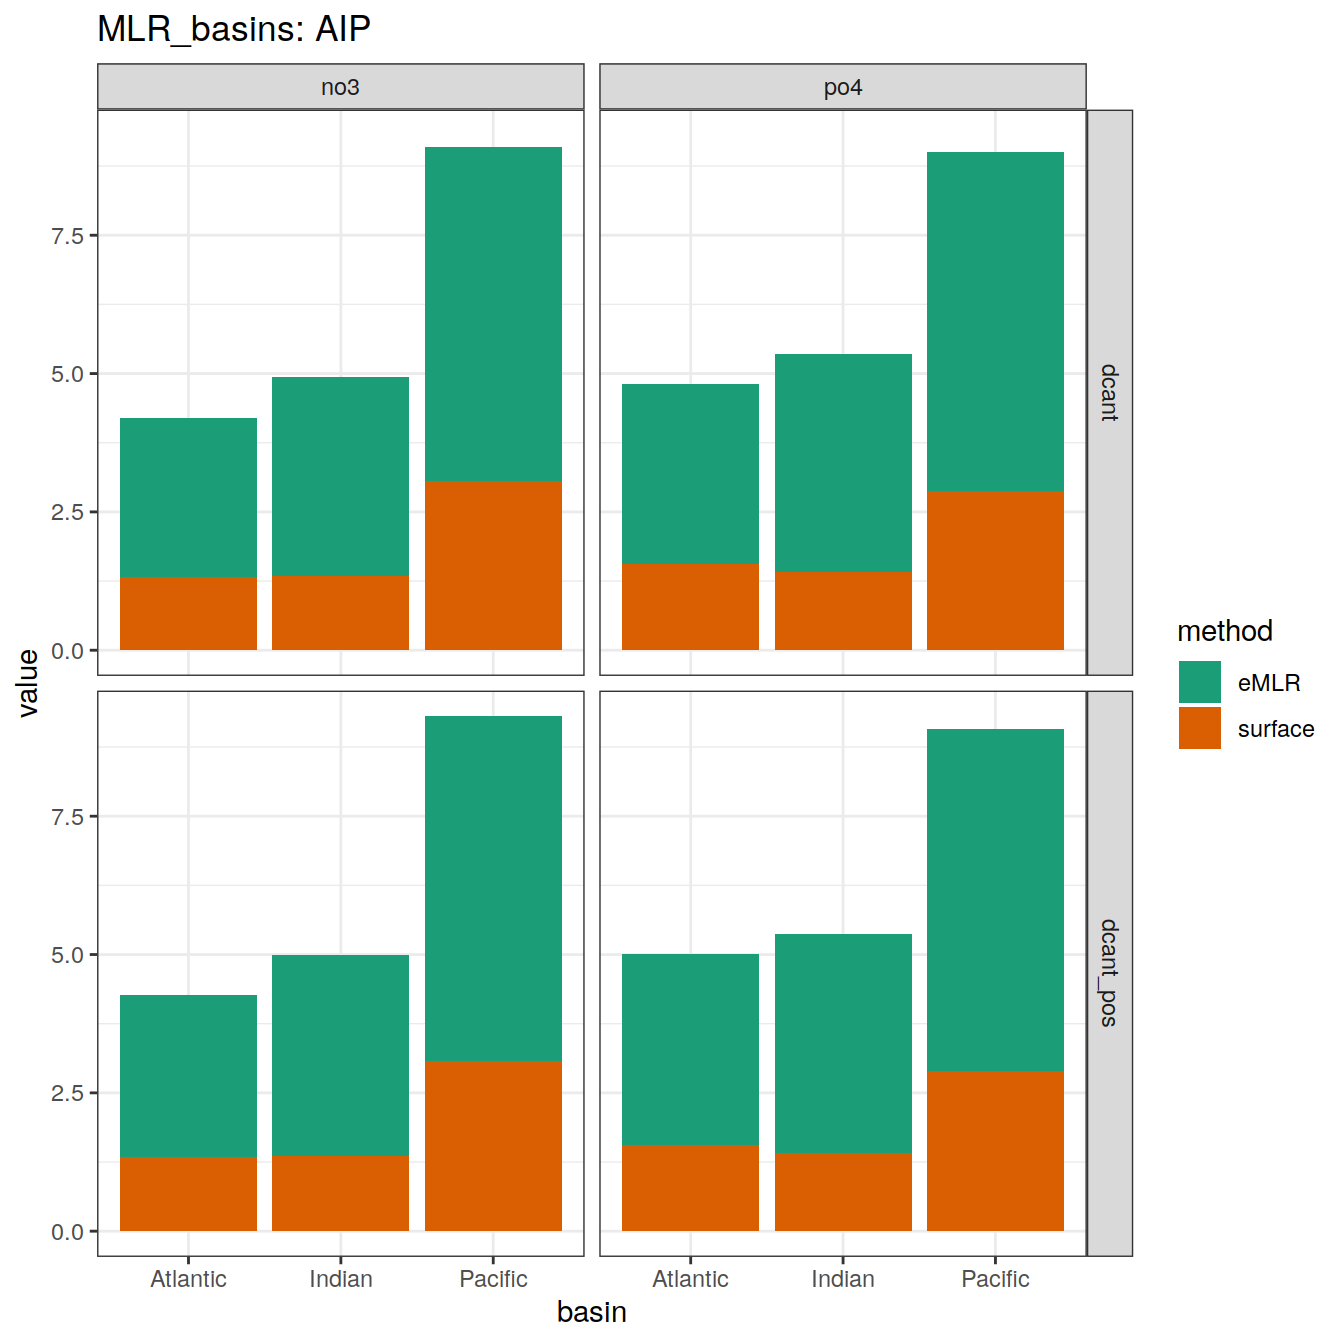 MLR_basins: AIP
no3
po4
7.5
5.0
2.5
0.0
dcant
7.5
5.0
2.5
0.0
dcant_pos
value
Atlantic
Indian
Pacific
Atlantic
Indian
Pacific
basin
method
eMLR
surface